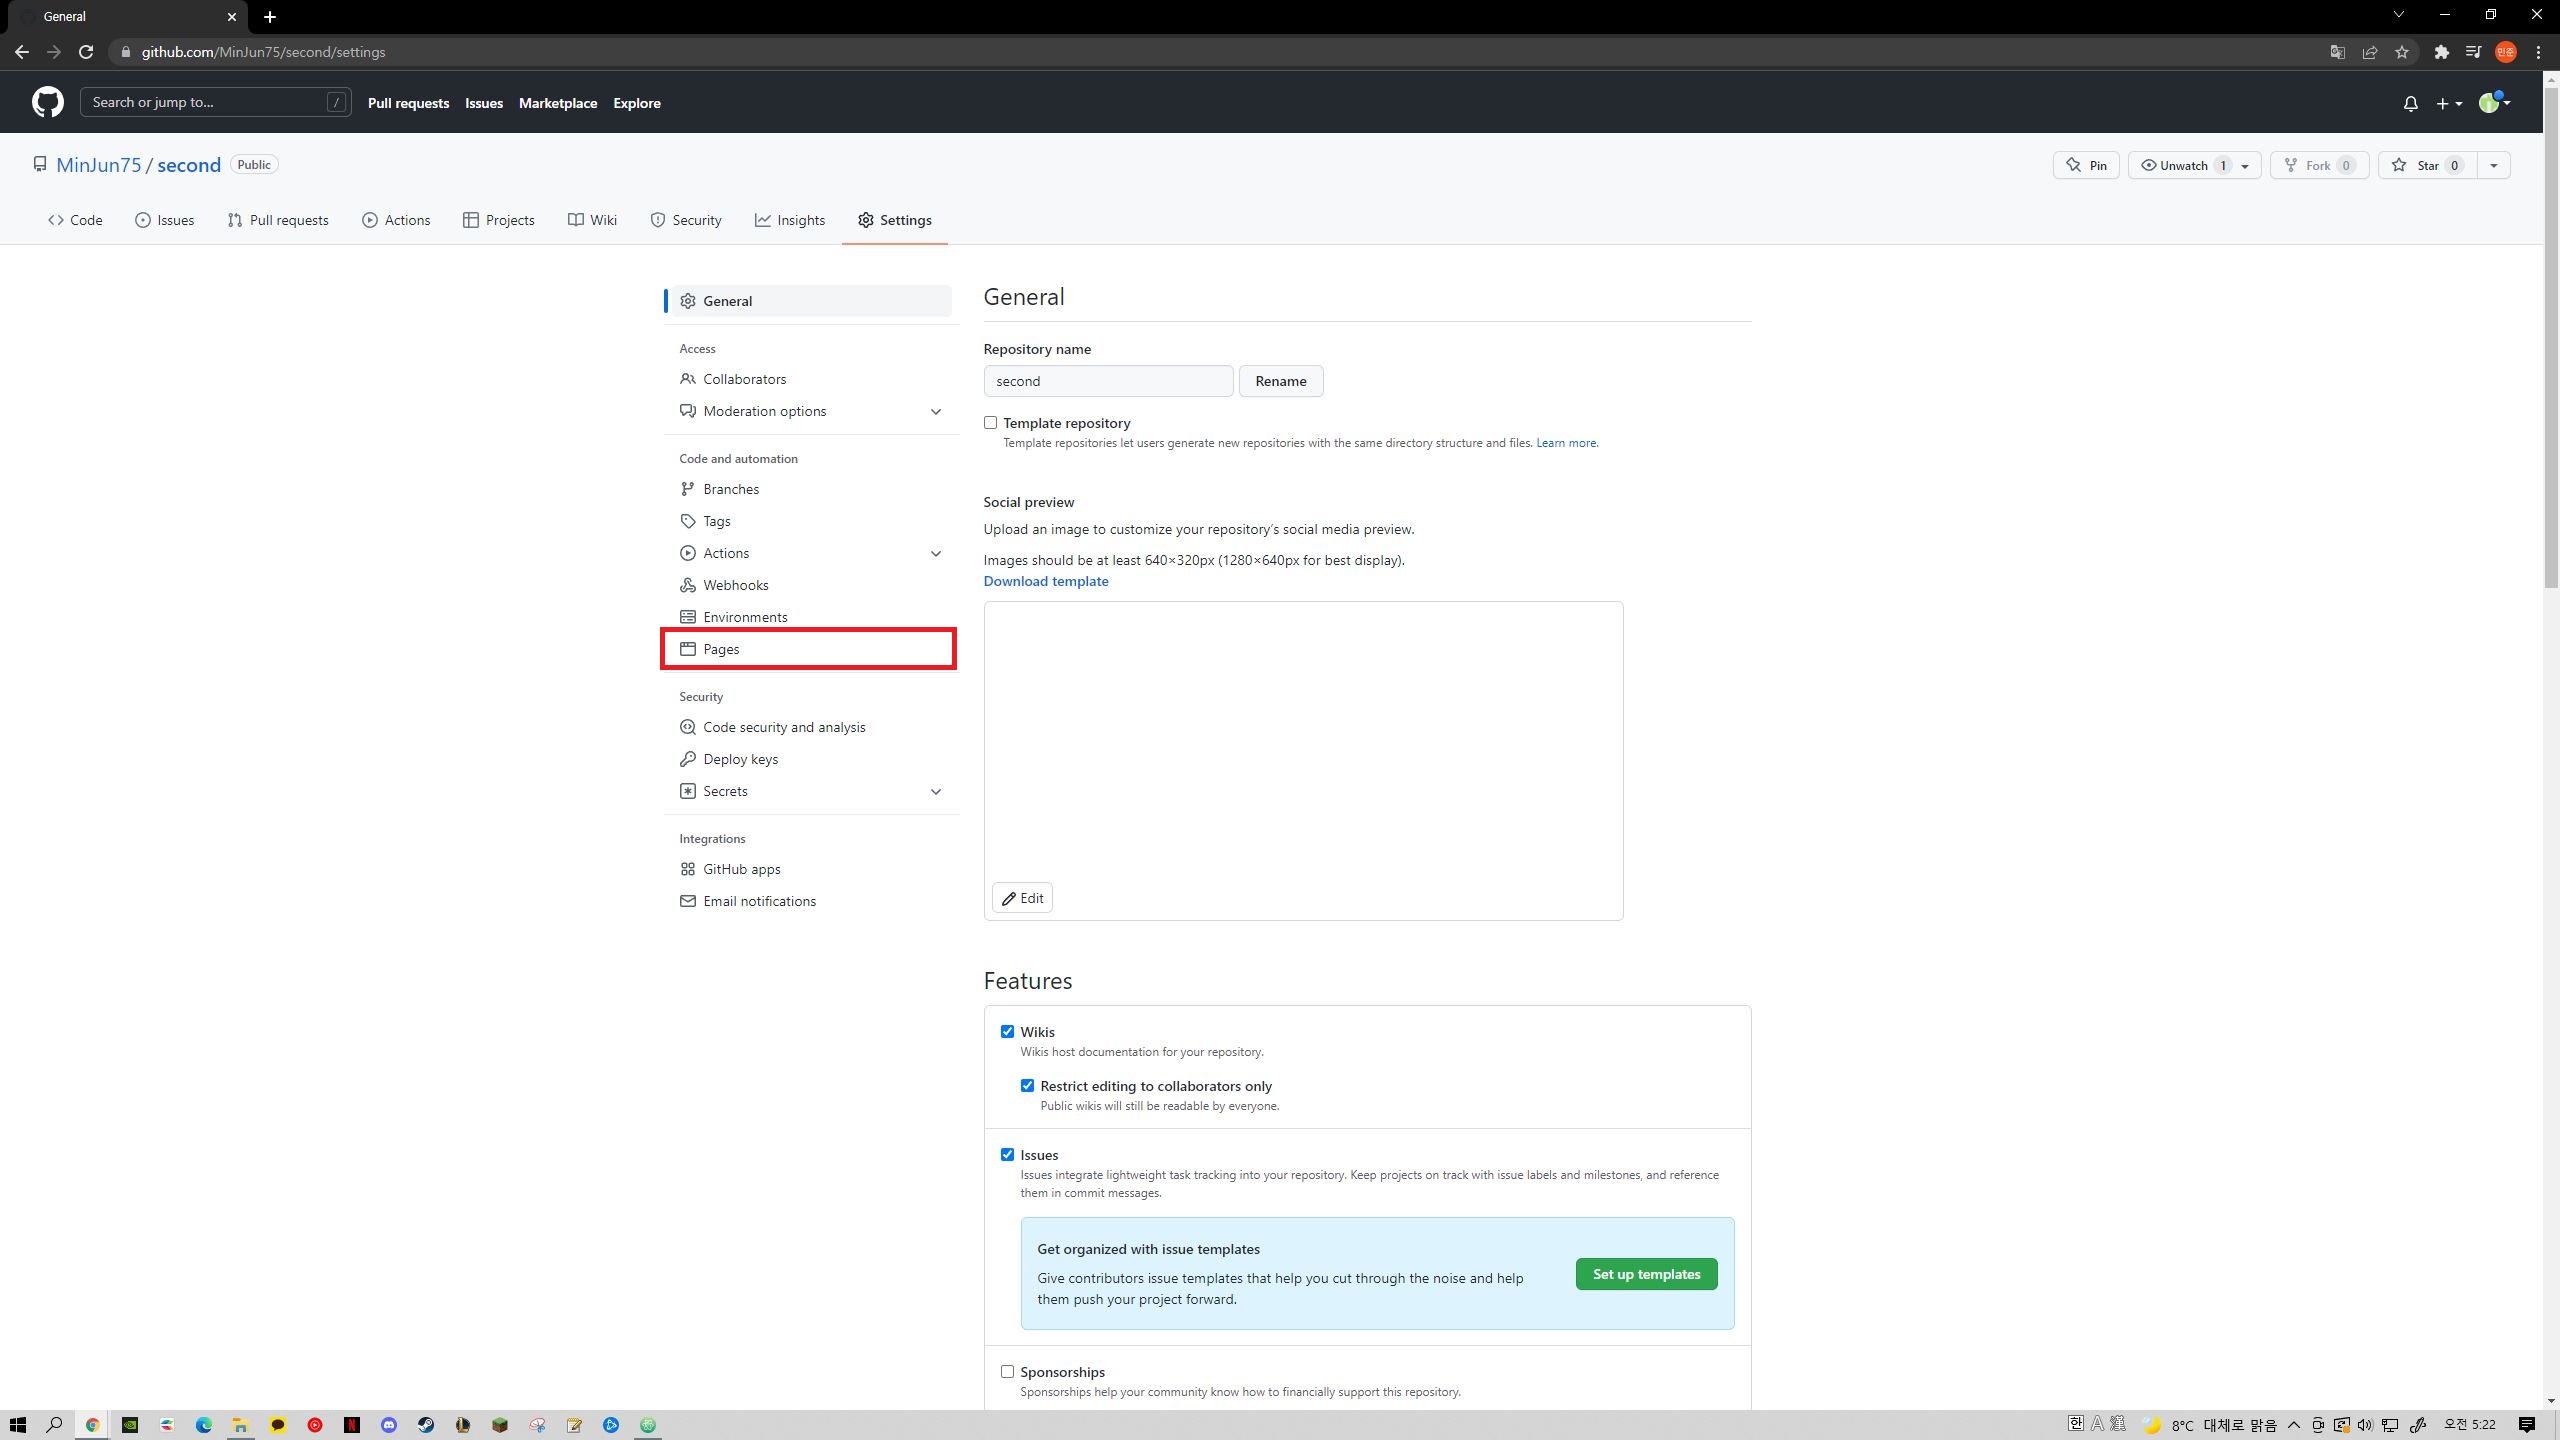 General
github.com/MinJun75/second/settings
민준
Search or jump to... /
Pull requests Issues Marketplace Explore
MinJun75 / second Public
Pin Unwatch 1 Fork 0 Star 0
Code Issues Pull requests Actions Projects Wiki Security Insights Settings
General
Access
Collaborators
Moderation options
Code and automation
Branches
Tags
Actions
Webhooks
Environments
Pages
Security
Code security and analysis
Deploy keys
Secrets
Integrations
GitHub apps
Email notifications
General
Repository name
second Rename
Template repository
Template repositories let users generate new repositories with the same directory structure and files. Learn more.
Social preview
Upload an image to customize your repository's social media preview.
Images should be at least 640×320px (1280×640px for best display).
Download template
Edit
Features
Wikis
Wikis host documentation for your repository.
Restrict editing to collaborators only
Public wikis will still be readable by everyone.
Issues
Issues integrate lightweight task tracking into your repository. Keep projects on track with issue labels and milestones, and reference
them in commit messages.
Get organized with issue templates
Give contributors issue templates that help you cut through the noise and help
them push your project forward.
Set up templates
Sponsorships
Sponsorships help your community know how to financially support this repository.
한 A 漢 8°C 대체로 맑음 오전 5:22